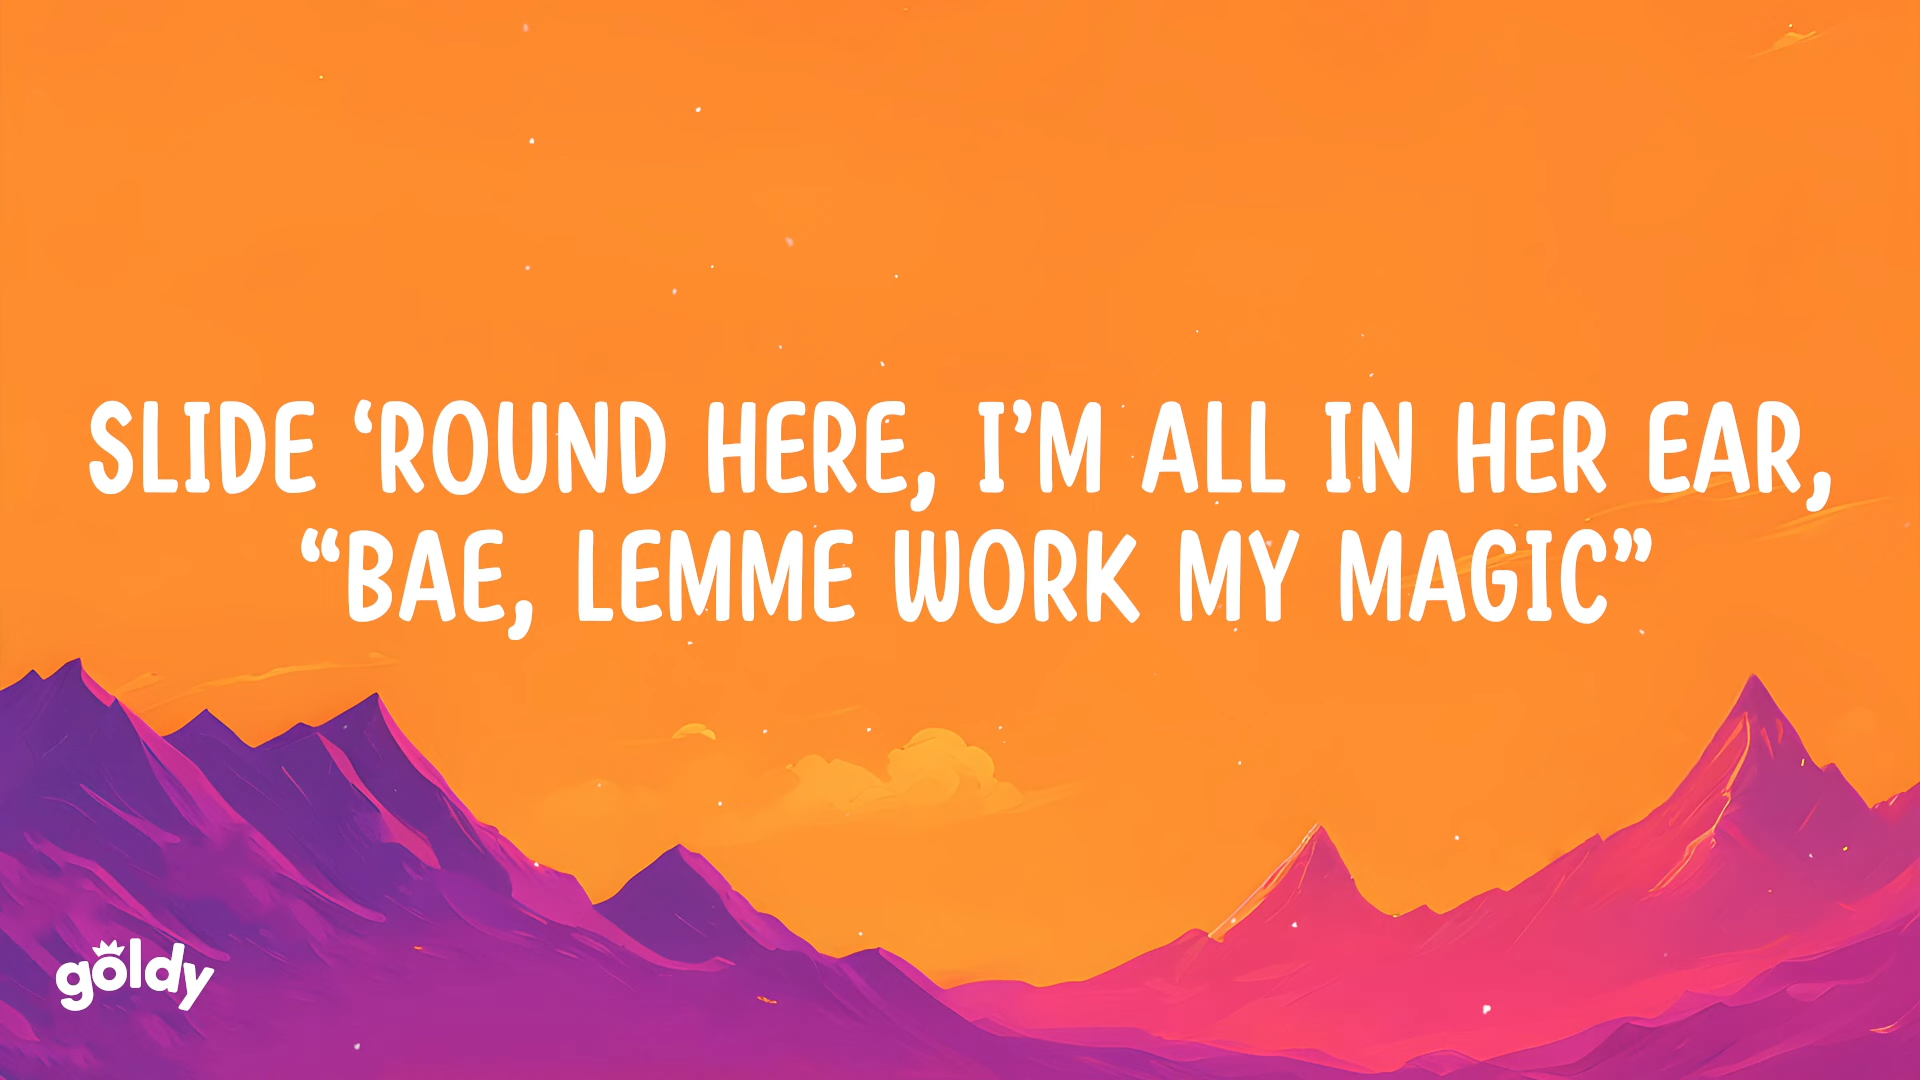 SLIDE ‘ROUND HERE, I’M ALL IN HER EAR,
“BAE, LEMME WORK MY MAGIC”
goldy